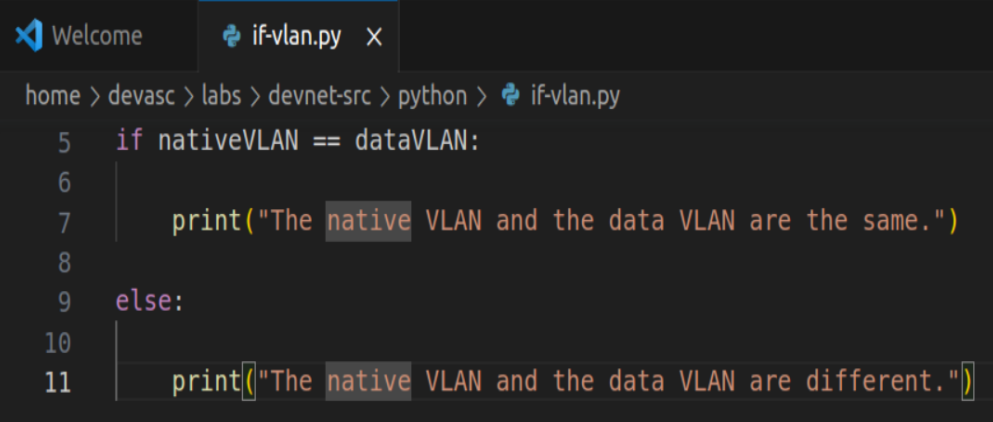 Welcome if-vlan.py X
home > devasc > labs > devnet-src > python > if-vlan.py
5 if nativeVLAN == dataVLAN:
6
7 print("The native VLAN and the data VLAN are the same.")
8
9 else:
10
11 print("The native VLAN and the data VLAN are different.")